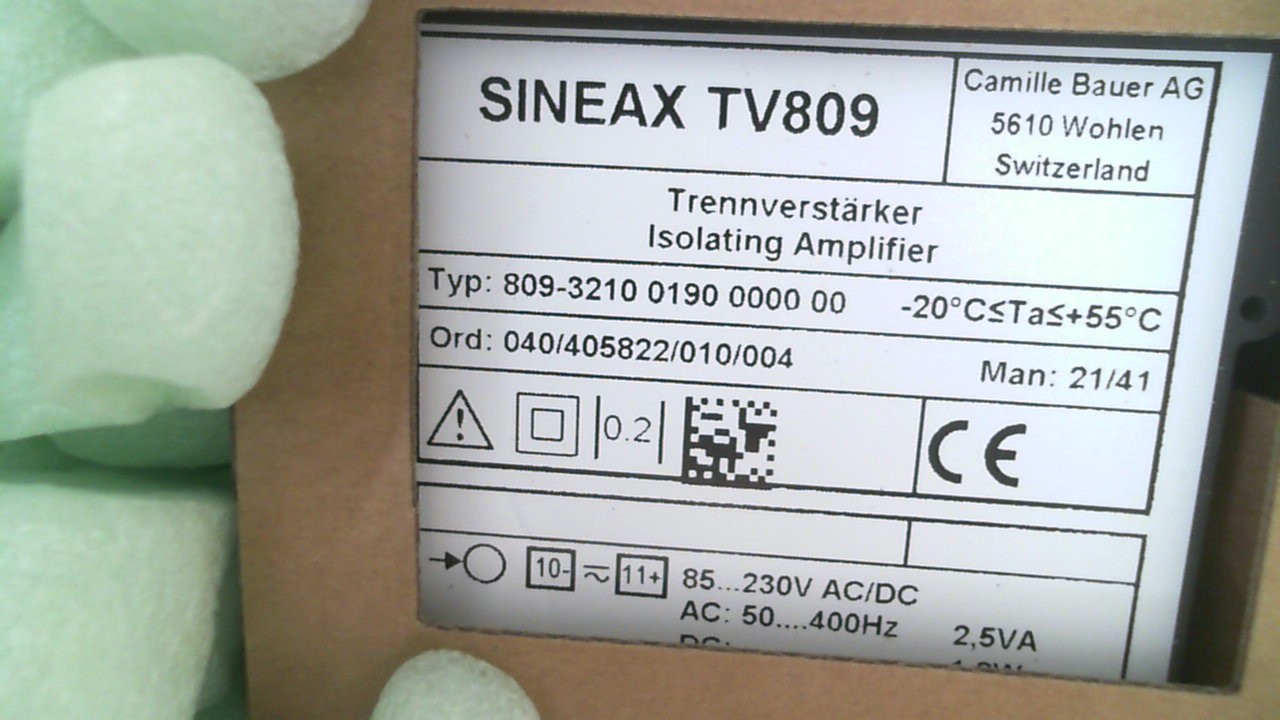 SINEAX TV809
Camille Bauer AG
5610 Wohlen
Switzerland
Trennverstärker
Isolating Amplifier
Typ: 809-3210 0190 0000 00 -20°C≤Ta≤+55°C
Ord: 040/405822/010/004 Man: 21/41
0.2 CE
10- ≂ 11+ 85...230V AC/DC
AC: 50....400Hz 2,5VA
DC: